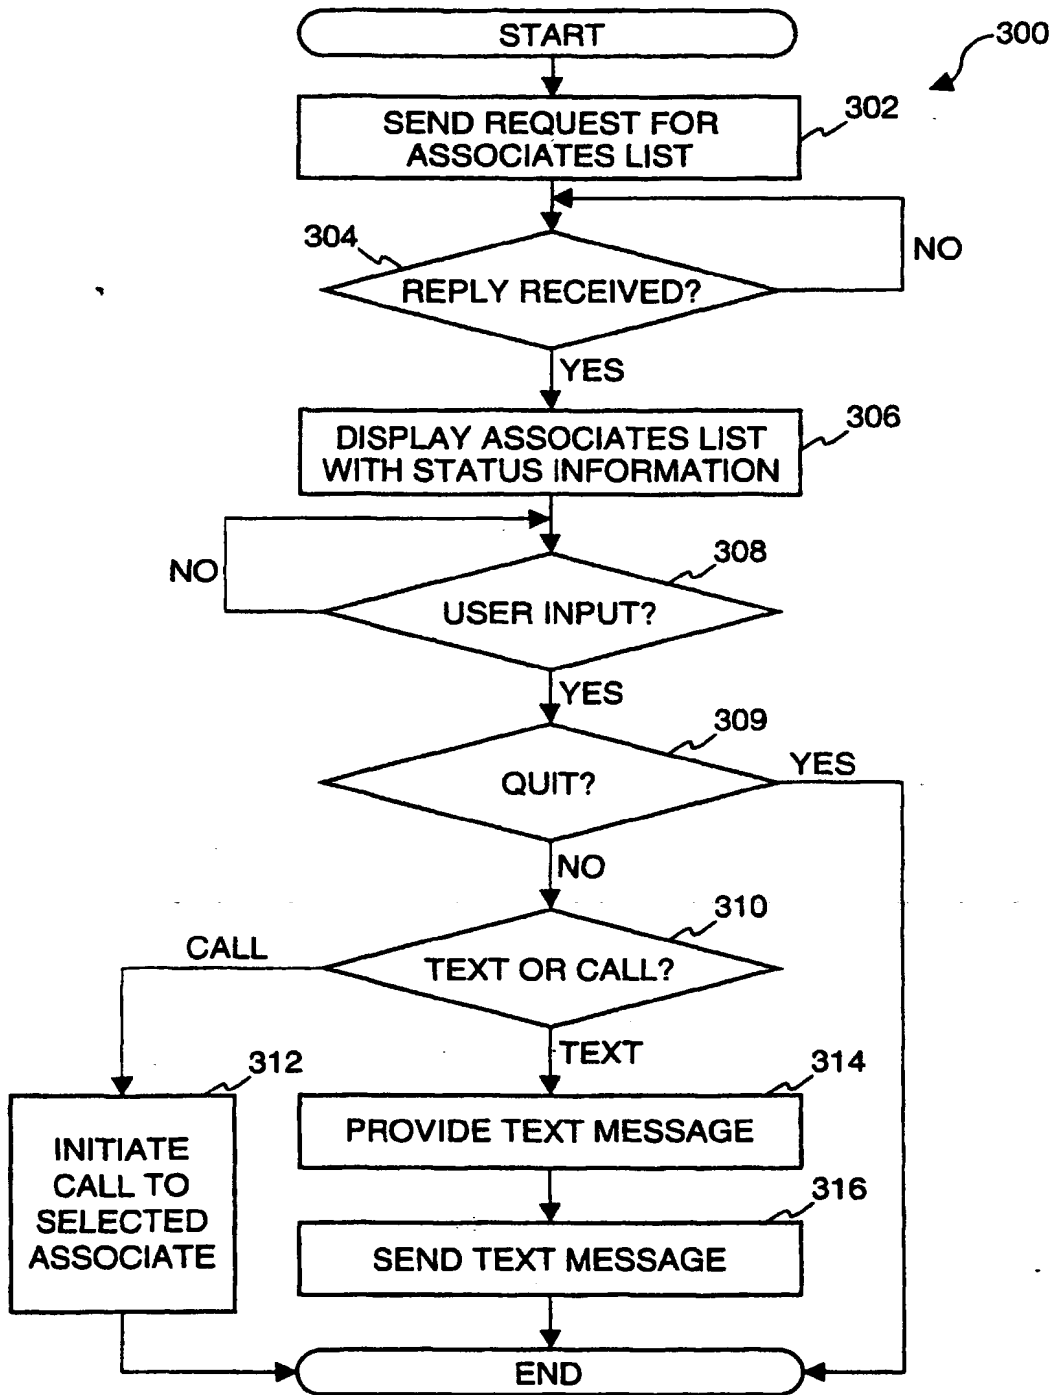 START
300
SEND REQUEST FOR
ASSOCIATES LIST
302
304
REPLY RECEIVED?
NO
YES
306
DISPLAY ASSOCIATES LIST
WITH STATUS INFORMATION
NO
308
USER INPUT?
YES
309
QUIT?
YES
NO
310
CALL
TEXT OR CALL?
TEXT
312
INITIATE
CALL TO
SELECTED
ASSOCIATE
314
PROVIDE TEXT MESSAGE
316
SEND TEXT MESSAGE
END